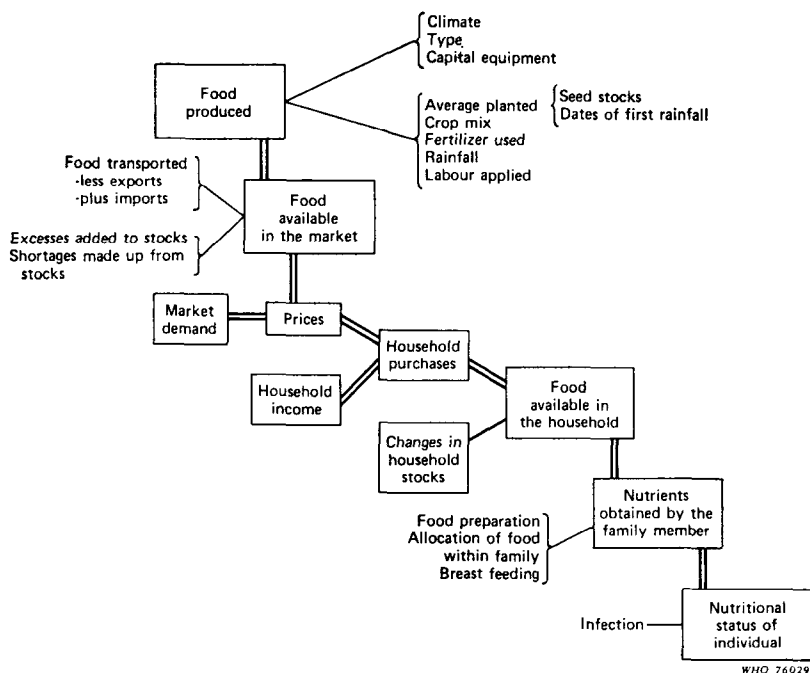 Climate
Type
Capital equipment
Food
produced
Average planted
Crop mix
Fertilizer used
Rainfall
Labour applied
Seed stocks
Dates of first rainfall
Food transported
-less exports
-plus imports
Food
available
in the market
Excesses added to stocks
Shortages made up from
stocks
Market
demand
Prices
Household
purchases
Household
income
Food
available in
the household
Changes in
household
stocks
Nutrients
obtained by the
family member
Food preparation
Allocation of food
within family
Breast feeding
Infection
Nutritional
status of
individual
WHO 76029